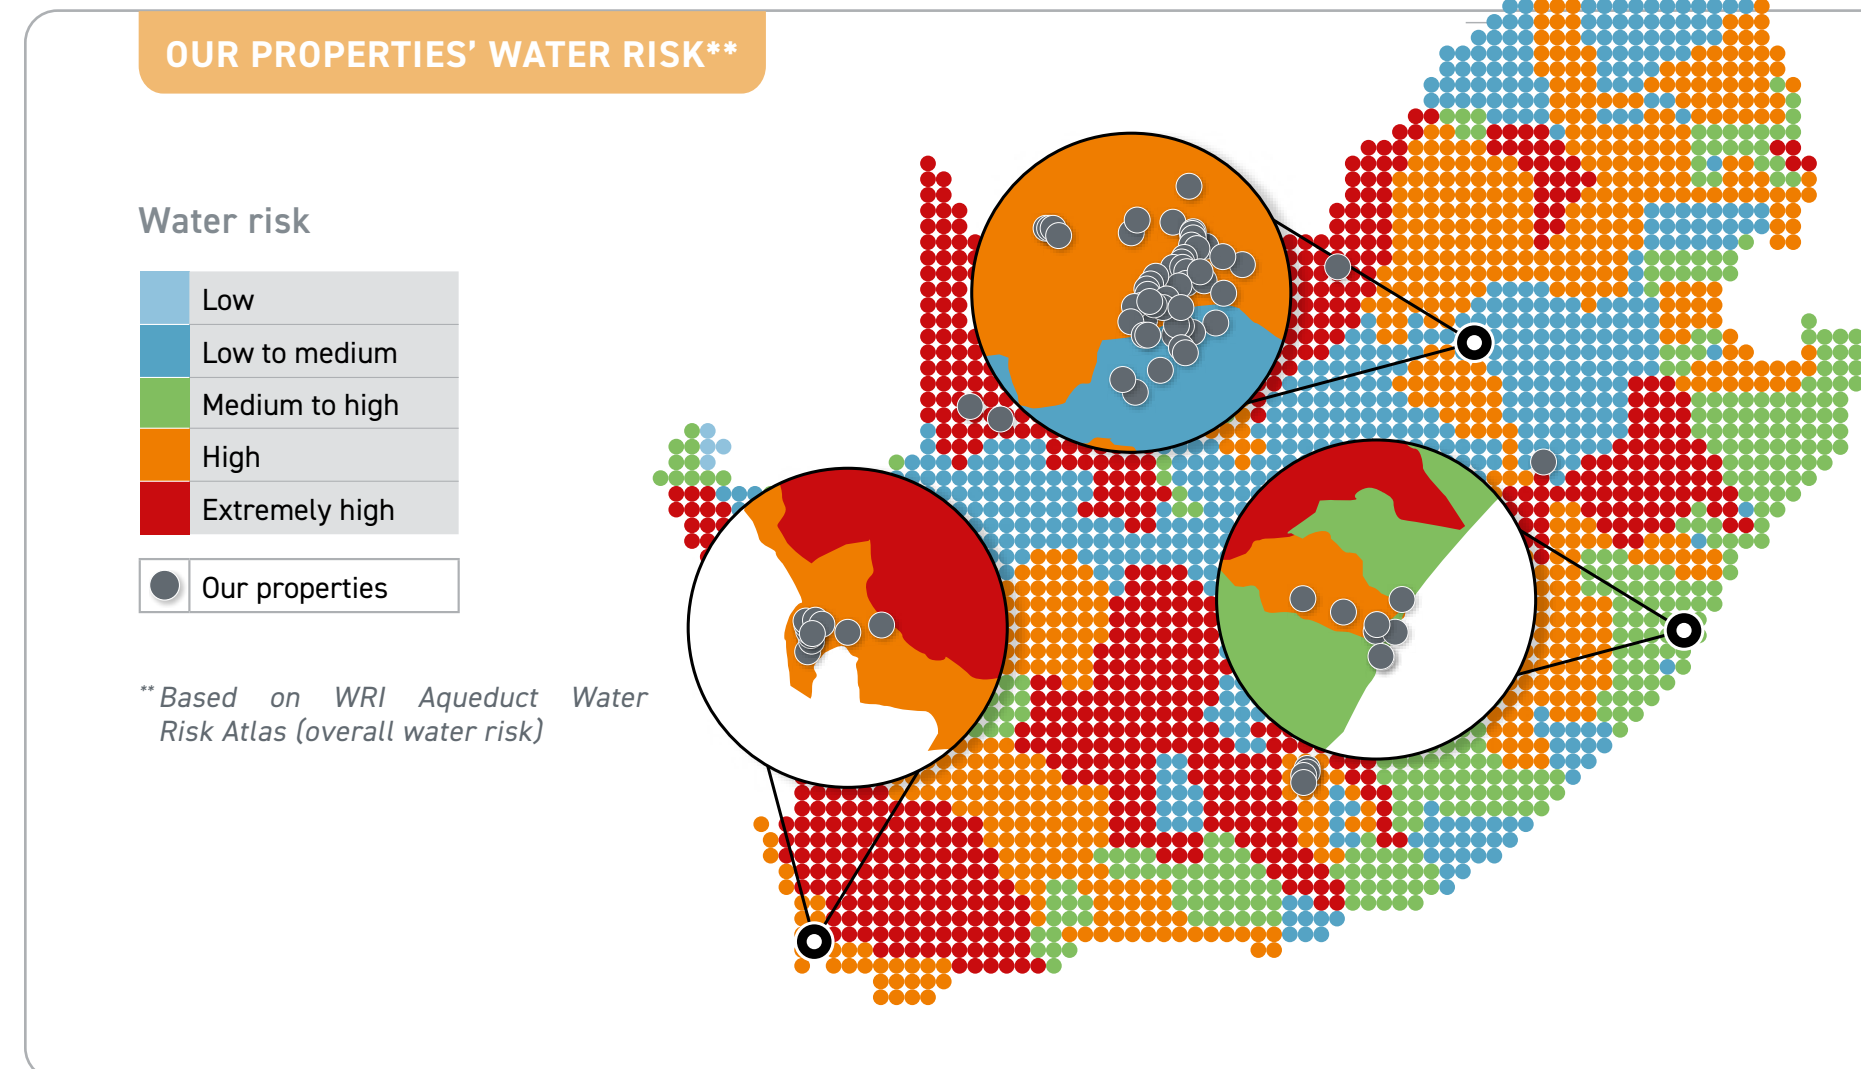 OUR PROPERTIES’ WATER RISK**
Water risk
Low
Low to medium
Medium to high
High
Extremely high
Our properties
** Based on WRI Aqueduct Water
Risk Atlas (overall water risk)